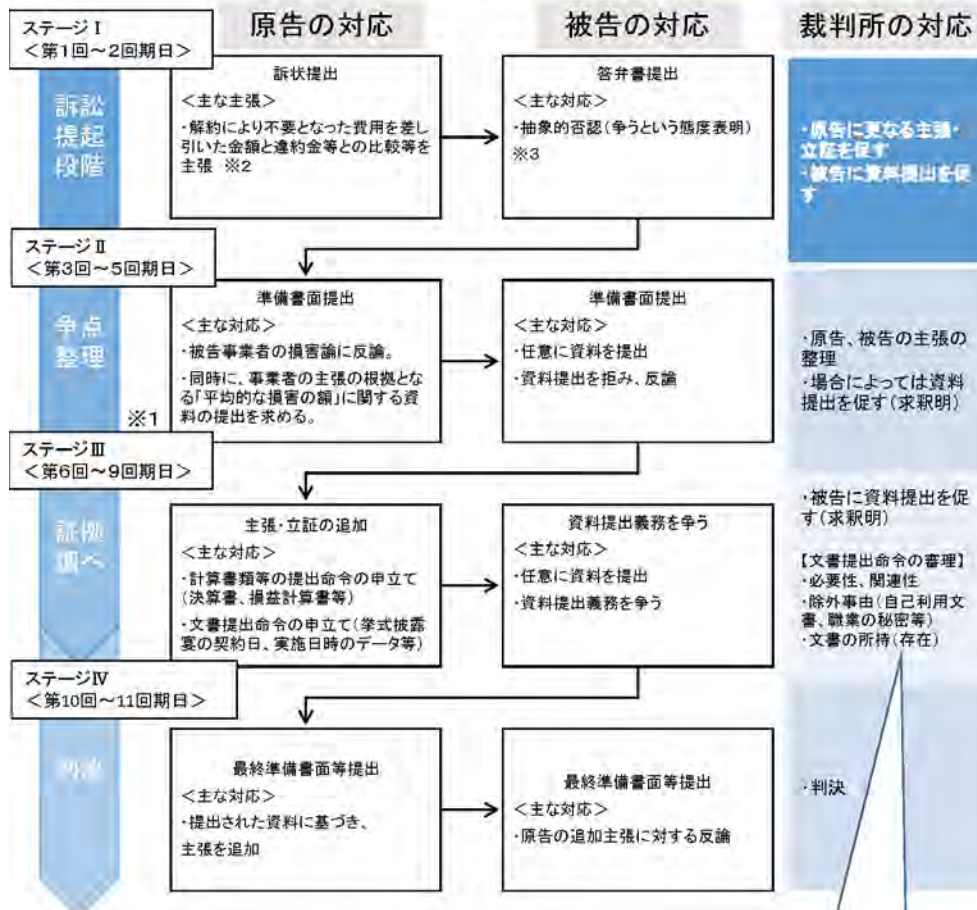 原告の対応
被告の対応
裁判所の対応
ステージⅠ
<第1回~2回期日>
訴訟
提起
段階
訴状提出
<主な主張>
・解約により不要となった費用を差し
引いた金額と違約金等との比較等を
主張 ※2
答弁書提出
<主な対応>
・抽象的否認(争うという態度表明)
※3
・原告に更なる主張・
立証を促す
・被告に資料提出を促
す
ステージⅡ
<第3回~5回期日>
争点
整理
※1
準備書面提出
<主な対応>
・被告事業者の損害論に反論。
・同時に、事業者の主張の根拠とな
る「平均的な損害の額」に関する資
料の提出を求める。
準備書面提出
<主な対応>
・任意に資料を提出
・資料提出を拒み、反論
・原告、被告の主張の
整理
・場合によっては資料
提出を促す(求釈明)
ステージⅢ
<第6回~9回期日>
証拠
調べ
主張・立証の追加
<主な対応>
・計算書類等の提出命令の申立て
(決算書、損益計算書等)
・文書提出命令の申立て(挙式披露
宴の契約日、実施日時のデータ等)
資料提出義務を争う
<主な対応>
・任意に資料を提出
・資料提出義務を争う
・被告に資料提出を促
す(求釈明)
【文書提出命令の審理】
・必要性、関連性
・除外事由(自己利用文
書、職業の秘密等)
・文書の所持(存在)
ステージⅣ
<第10回~11回期日>
判決
最終準備書面等提出
<主な対応>
・提出された資料に基づき、
主張を追加
最終準備書面等提出
<主な対応>
・原告の追加主張に対する反論
・判決